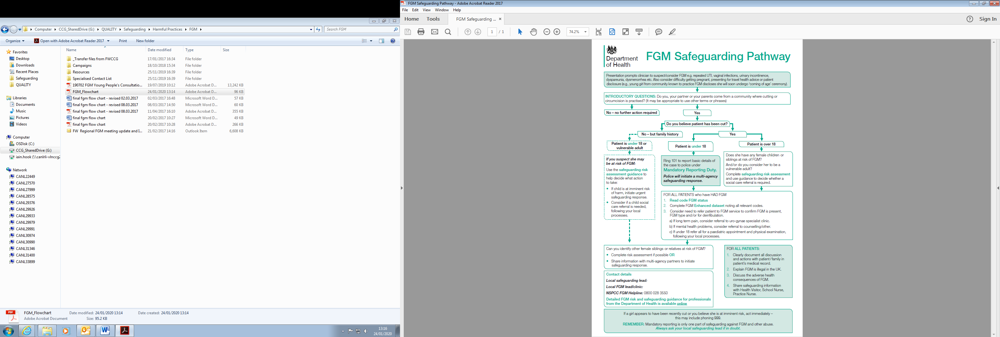 Computer ▸ CCG_SharedDrive (G:) ▸ QUALITY ▸ Safeguarding ▸ Harmful Practices ▸ FGM ▸
Search FGM
Organize Open with Adobe Acrobat Reader 2017 Print New folder
Name Date modified Type Size
_Transfer files from FWCCG 17/01/2017 16:34 File folder
Campaigns 18/10/2018 15:34 File folder
Resources 25/11/2019 16:39 File folder
Specialised Contact List 25/11/2019 16:39 File folder
190702 FGM Young People's Consultatio... 19/07/2019 10:12 Adobe Acrobat D... 13,242 KB
FGM_Flowchart 24/01/2020 13:14 Adobe Acrobat D... 96 KB
final fgm flow chart - revised 02.03.2017 02/03/2017 16:48 Microsoft Word D... 57 KB
final fgm flow chart - revised 08.03.2017 08/03/2017 14:50 Microsoft Word D... 60 KB
final fgm flow chart - revised 08.03.2017 11/04/2017 16:10 Adobe Acrobat D... 355 KB
final fgm flow chart 20/02/2017 10:27 Microsoft Word D... 49 KB
final fgm flow chart 20/02/2017 10:28 Adobe Acrobat D... 266 KB
FW Regional FGM meeting update and I... 21/02/2017 14:16 Outlook Item 6,608 KB
Favorites
Desktop
Downloads
Recent Places
Safeguarding
QUALITY
Libraries
Documents
Music
Pictures
Videos
Computer
OSDisk (C:)
CCG_SharedDrive (G:)
iain.hook (\\canlrli-vlnccg2
Network
CANL22449
CANL27570
CANL27999
CANL28575
CANL29376
CANL29926
CANL29933
CANL29979
CANL29991
CANL30974
CANL30990
CANL31346
CANL31400
CANL33899
PDF
FGM_Flowchart Date modified: 24/01/2020 13:14 Date created: 24/01/2020 13:14
Adobe Acrobat Document Size: 95.2 KB
13:16
24/01/2020
FGM Safeguarding Pathway - Adobe Acrobat Reader 2017
File Edit View Window Help
Home Tools FGM Safeguarding ... × Sign In
1 / 1 74.2%
Department
of Health
FGM Safeguarding Pathway
Presentation prompts clinician to suspect/consider FGM e.g. repeated UTI, vaginal infections, urinary incontinence,
dyspareunia, dysmenorrhea etc. Also consider difficulty getting pregnant, presenting for travel health advice or patient
disclosure (e.g., young girl from community known to practice FGM discloses she will soon undergo 'coming of age' ceremony).
INTRODUCTORY QUESTIONS: Do you, your partner or your parents come from a community where cutting or
circumcision is practised? (It may be appropriate to use other terms or phrases)
No – no further action required
Yes
Do you believe patient has been cut?
No – but family history
Yes
Patient is under 18 or
vulnerable adult
Patient is under 18
Patient is over 18
If you suspect she may
be at risk of FGM:
Use the safeguarding risk
assessment guidance to
help decide what action
to take:
• If child is at imminent risk
of harm, initiate urgent
safeguarding response.
• Consider if a child social
care referral is needed,
following your local
processes.
Ring 101 to report basic details of
the case to police under
Mandatory Reporting Duty.
Police will initiate a multi-agency
safeguarding response.
Does she have any female children or
siblings at risk of FGM?
And/or do you consider her to be a
vulnerable adult?
Complete safeguarding risk assessment
and use guidance to decide whether a
social care referral is required.
FOR ALL PATIENTS who have HAD FGM
1. Read code FGM status
2. Complete FGM Enhanced dataset noting all relevant codes.
3. Consider need to refer patient to FGM service to confirm FGM is present,
FGM type and/or for deinfibulation.
a) If long term pain, consider referral to uro-gynae specialist clinic.
b) If mental health problems, consider referral to counselling/other.
c) If under 18 refer all for a paediatric appointment and physical examination,
following your local processes.
Can you identify other female siblings or relatives at risk of FGM?
• Complete risk assessment if possible OR
• Share information with multi-agency partners to initiate
safeguarding response.
Contact details
Local safeguarding lead:
Local FGM lead/clinic:
NSPCC FGM Helpline: 0800 028 3550
Detailed FGM risk and safeguarding guidance for professionals
from the Department of Health is available online
FOR ALL PATIENTS:
1. Clearly document all discussion
and actions with patient/family in
patient's medical record.
2. Explain FGM is illegal in the UK.
3. Discuss the adverse health
consequences of FGM.
4. Share safeguarding information
with Health Visitor, School Nurse,
Practice Nurse.
If a girl appears to have been recently cut or you believe she is at imminent risk, act immediately –
this may include phoning 999.
REMEMBER: Mandatory reporting is only one part of safeguarding against FGM and other abuse.
Always ask your local safeguarding lead if in doubt.